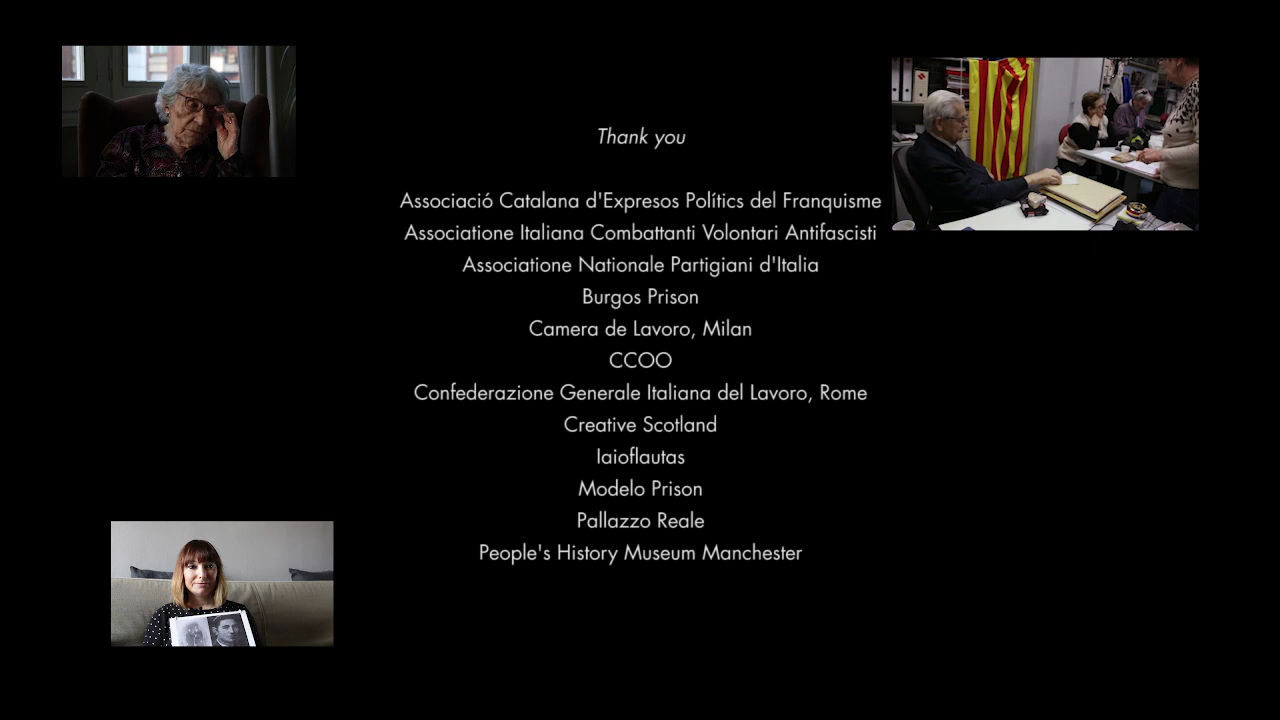 Thank you
Associació Catalana d'Expresos Polítics del Franquisme
Associatione Italiana Combattanti Volontari Antifascisti
Associatione Nationale Partigiani d'Italia
Burgos Prison
Camera de Lavoro, Milan
CCOO
Confederazione Generale Italiana del Lavoro, Rome
Creative Scotland
Iaioflautas
Modelo Prison
Pallazzo Reale
People's History Museum Manchester